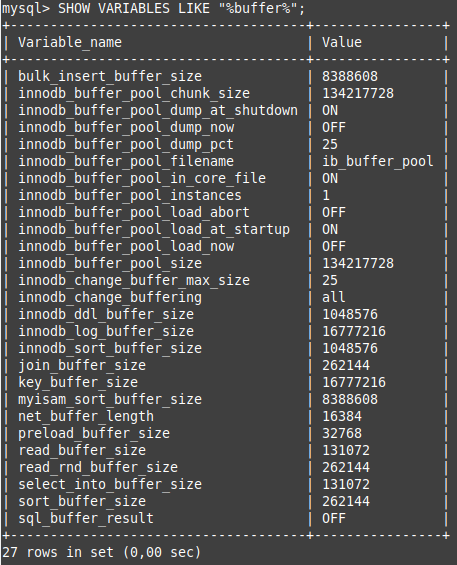 mysql> SHOW VARIABLES LIKE "%buffer%";
+-------------------------------------+----------------+
| Variable_name                       | Value          |
+-------------------------------------+----------------+
| bulk_insert_buffer_size             | 8388608        |
| innodb_buffer_pool_chunk_size       | 134217728      |
| innodb_buffer_pool_dump_at_shutdown | ON             |
| innodb_buffer_pool_dump_now         | OFF            |
| innodb_buffer_pool_dump_pct         | 25             |
| innodb_buffer_pool_filename         | ib_buffer_pool |
| innodb_buffer_pool_in_core_file     | ON             |
| innodb_buffer_pool_instances        | 1              |
| innodb_buffer_pool_load_abort       | OFF            |
| innodb_buffer_pool_load_at_startup  | ON             |
| innodb_buffer_pool_load_now         | OFF            |
| innodb_buffer_pool_size             | 134217728      |
| innodb_change_buffer_max_size       | 25             |
| innodb_change_buffering             | all            |
| innodb_ddl_buffer_size              | 1048576        |
| innodb_log_buffer_size              | 16777216       |
| innodb_sort_buffer_size             | 1048576        |
| join_buffer_size                    | 262144         |
| key_buffer_size                     | 16777216       |
| myisam_sort_buffer_size             | 8388608        |
| net_buffer_length                   | 16384          |
| preload_buffer_size                 | 32768          |
| read_buffer_size                    | 131072         |
| read_rnd_buffer_size                | 262144         |
| select_into_buffer_size             | 131072         |
| sort_buffer_size                    | 262144         |
| sql_buffer_result                   | OFF            |
+-------------------------------------+----------------+
27 rows in set (0,00 sec)